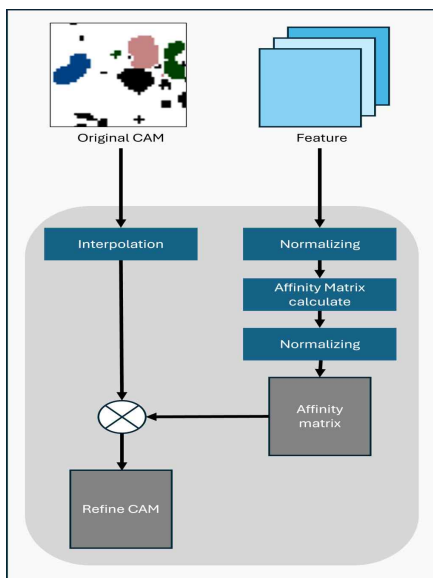 Original CAM
Feature
Interpolation
Normalizing
Affinity Matrix
calculate
Normalizing
Affinity
matrix
Refine CAM